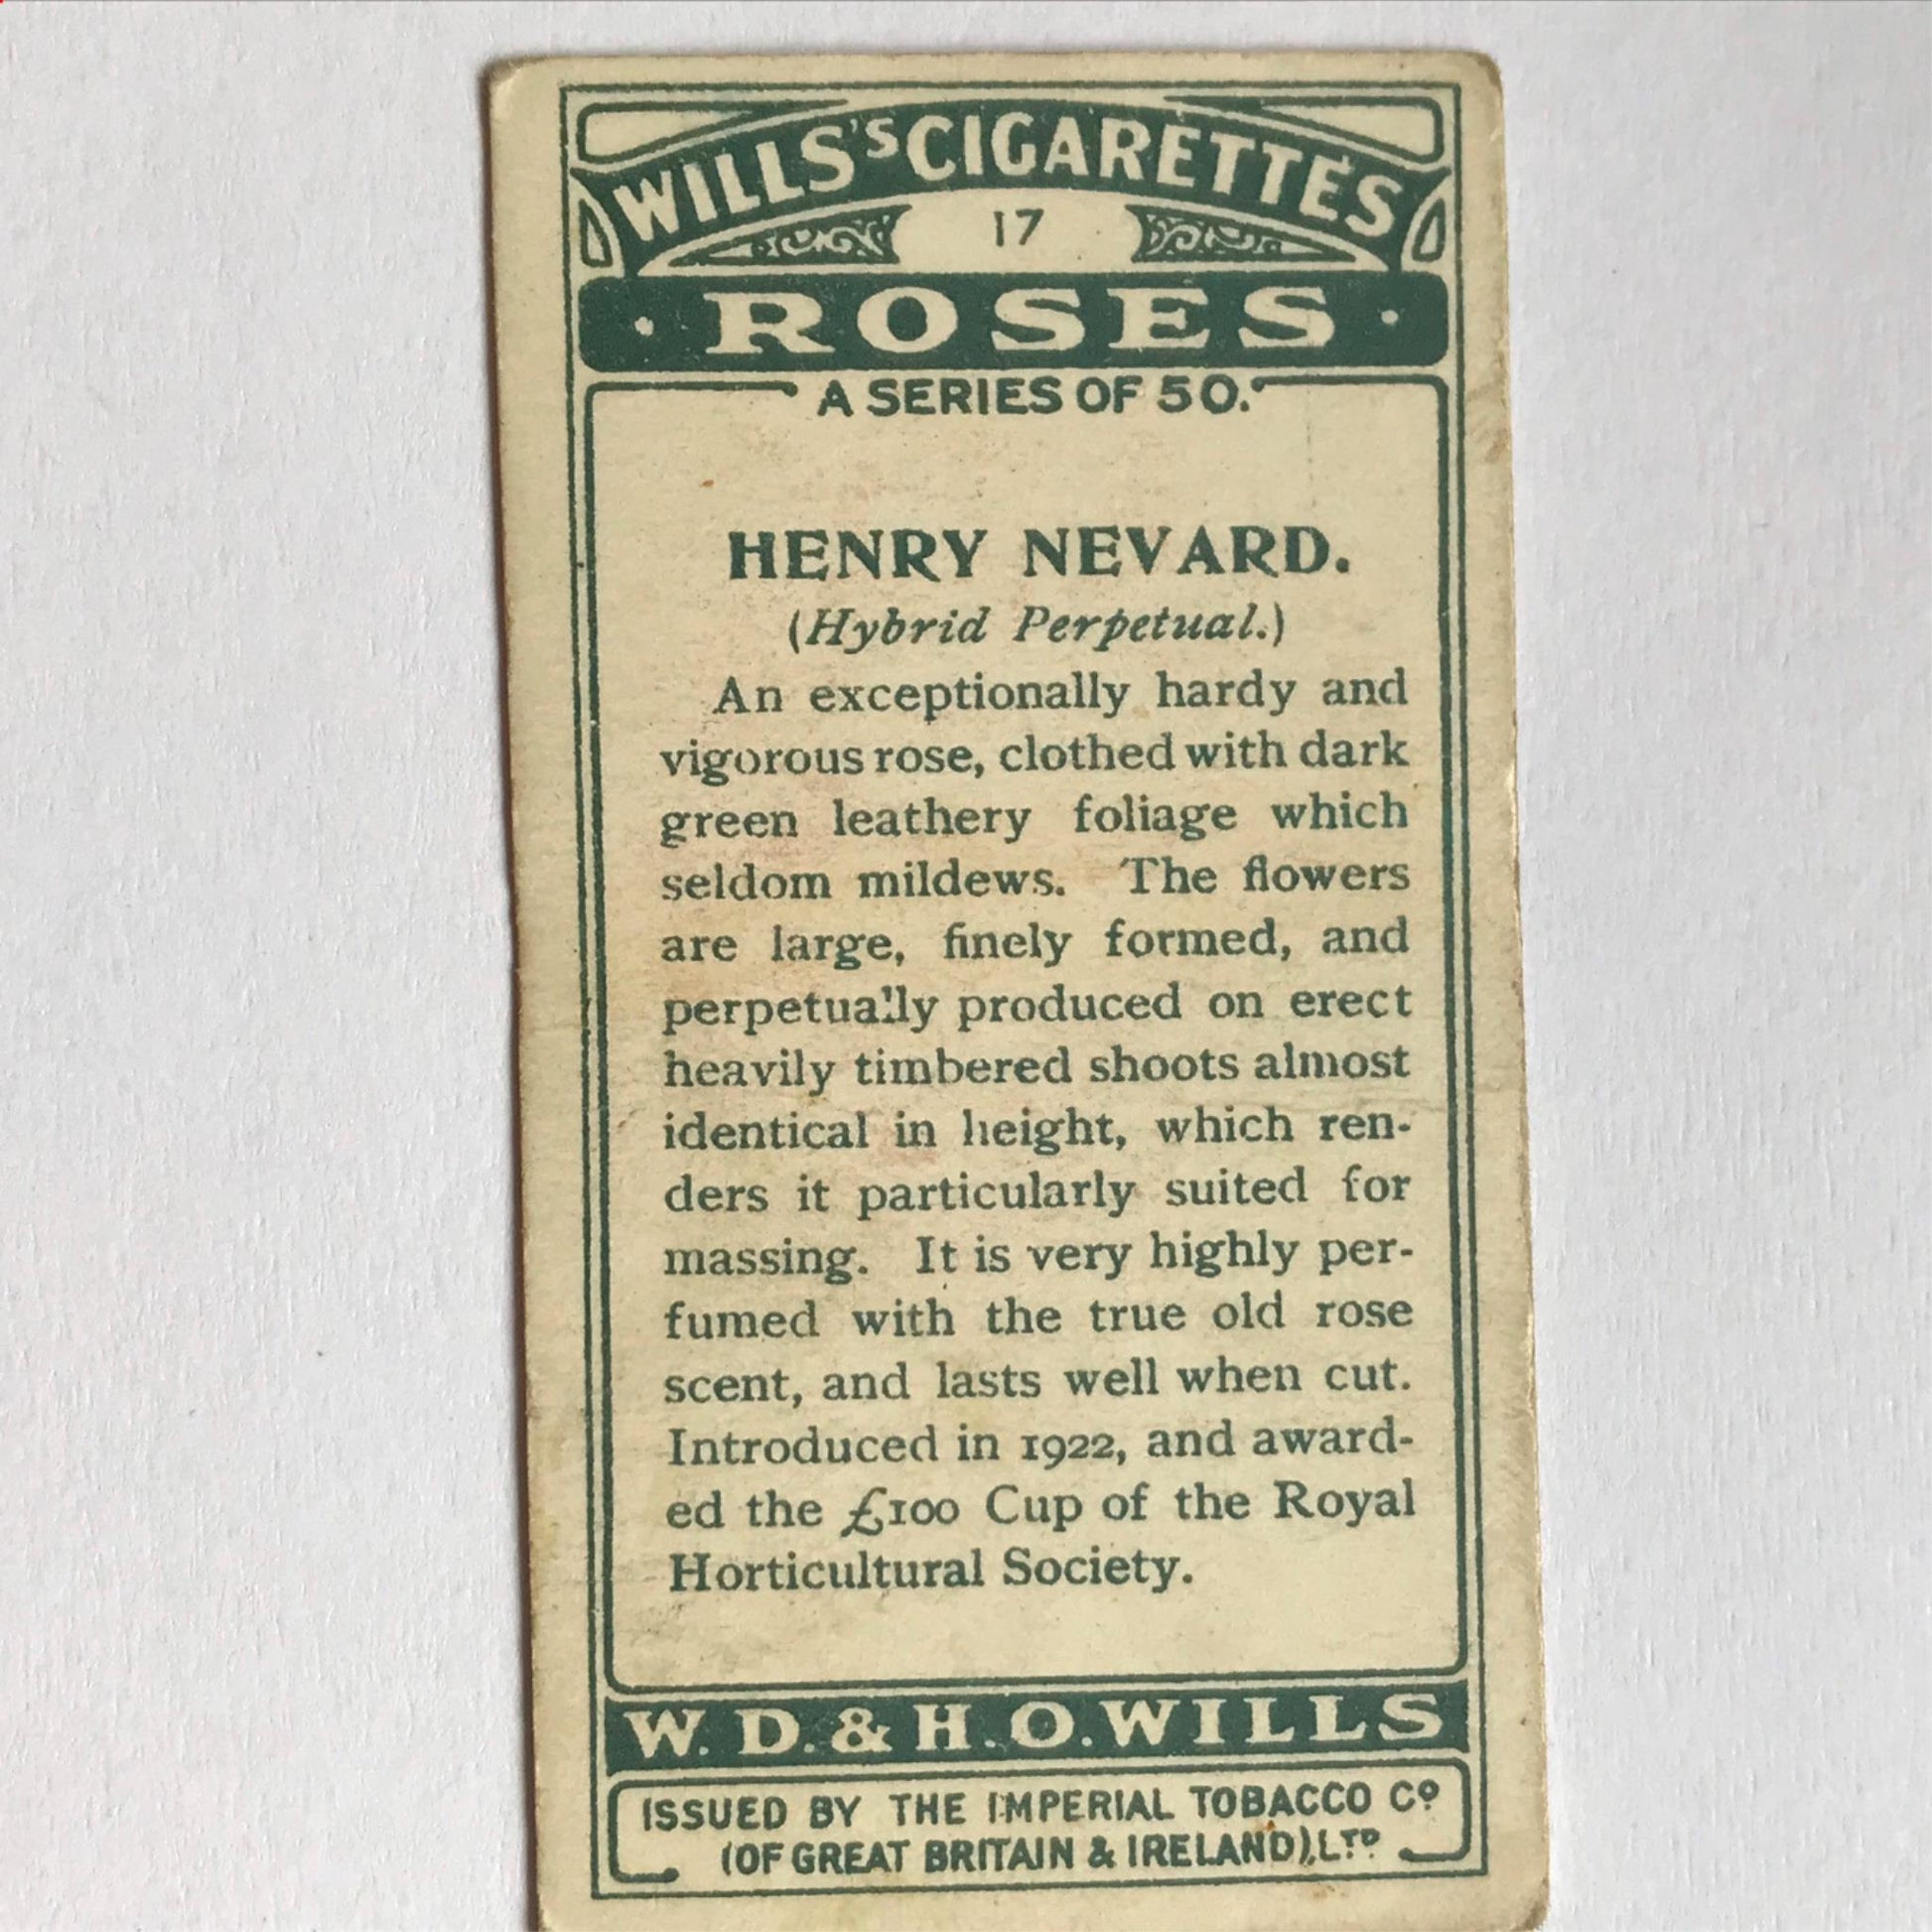 WILLS'S CIGARETTES
17
· ROSES ·
A SERIES OF 50.
HENRY NEVARD.
(Hybrid Perpetual.)
An exceptionally hardy and
vigorous rose, clothed with dark
green leathery foliage which
seldom mildews. The flowers
are large, finely formed, and
perpetually produced on erect
heavily timbered shoots almost
identical in height, which ren-
ders it particularly suited for
massing. It is very highly per-
fumed with the true old rose
scent, and lasts well when cut.
Introduced in 1922, and award-
ed the £100 Cup of the Royal
Horticultural Society.
W. D. & H. O. WILLS
ISSUED BY THE IMPERIAL TOBACCO Cº
(OF GREAT BRITAIN & IRELAND), LTD.